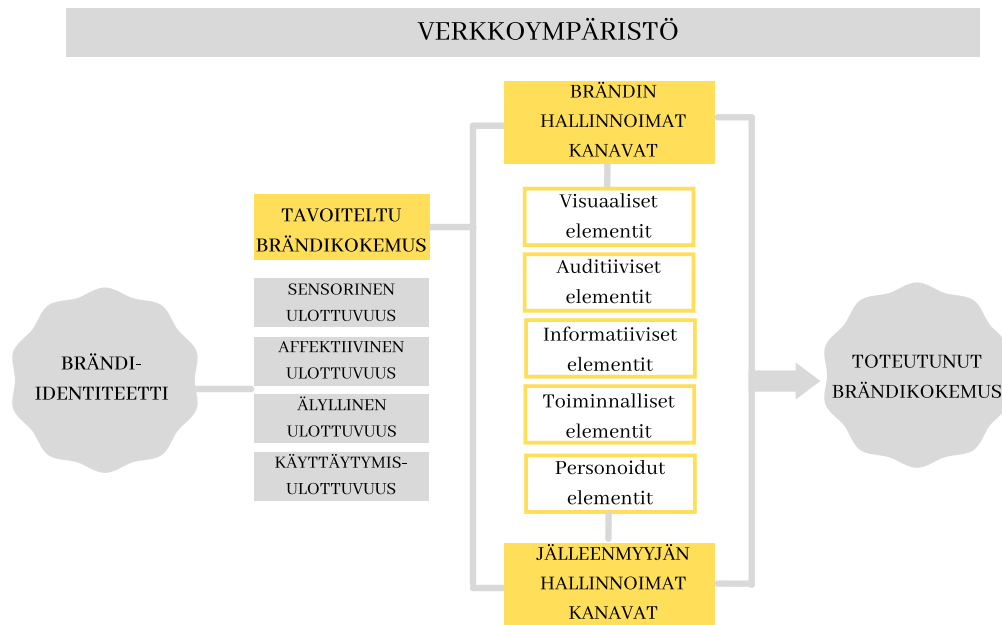 VERKKOYMPÄRISTÖ
BRÄNDI-
IDENTITEETTI
TAVOITELTU
BRÄNDIKOKEMUS
SENSORINEN
ULOTTUVUUS
AFFEKTIIVINEN
ULOTTUVUUS
ÄLYLLINEN
ULOTTUVUUS
KÄYTTÄYTYMIS-
ULOTTUVUUS
BRÄNDIN
HALLINNOIMAT
KANAVAT
Visuaaliset
elementit
Auditiiviset
elementit
Informatiiviset
elementit
Toiminnalliset
elementit
Personoidut
elementit
JÄLLEENMYYJÄN
HALLINNOIMAT
KANAVAT
TOTEUTUNUT
BRÄNDIKOKEMUS